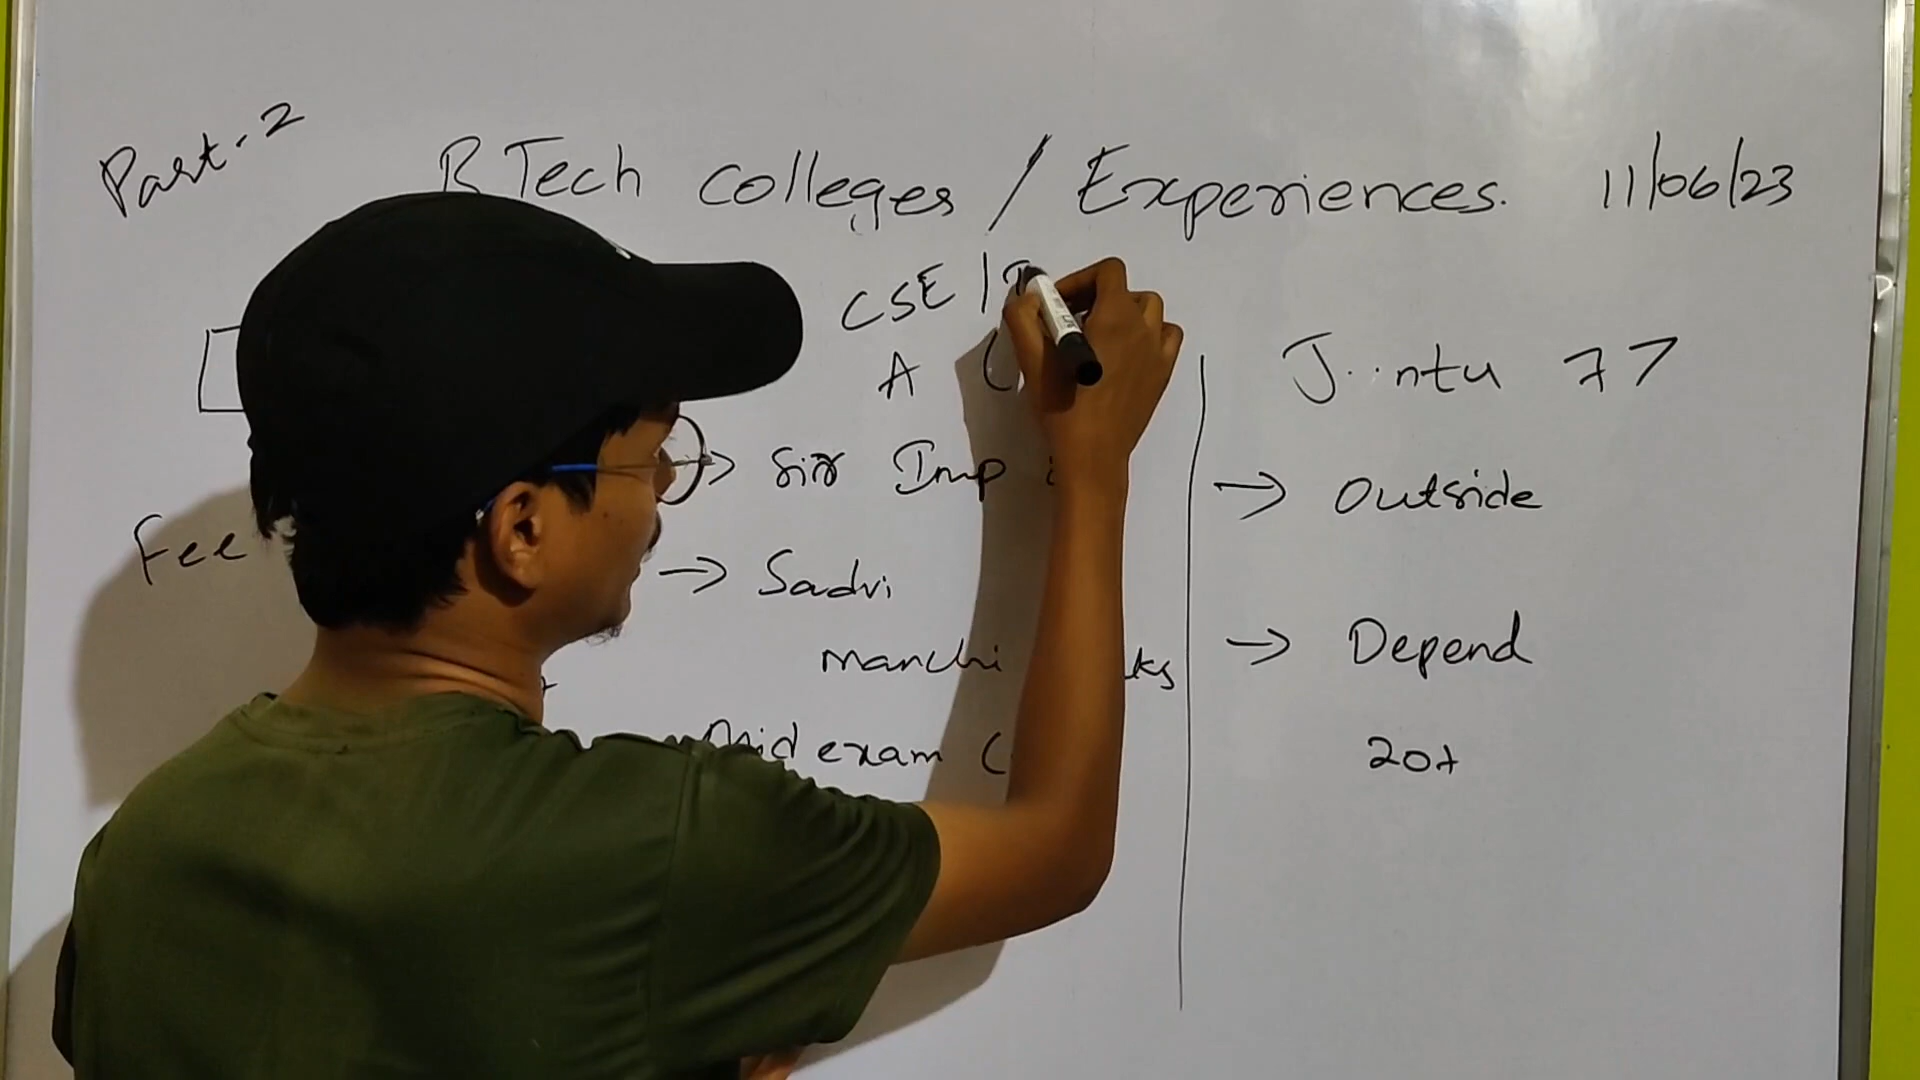 Part-2
BTech Colleges / Experiences. 11/06/23
CSE /
A (
J..ntu 77
→ Sir Imp
→ Outside
Fee
→ Sadvi
Manchi
→ Depend
Mid exam (
20+